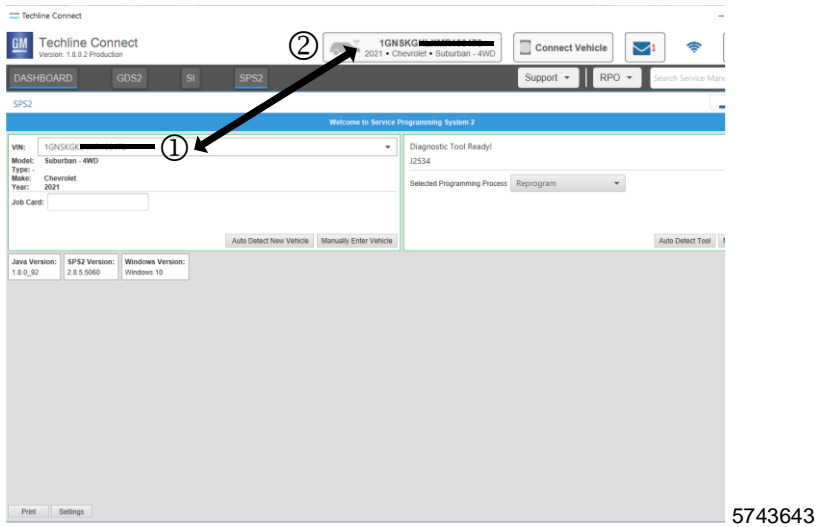 Techline Connect
GM
Techline Connect
Version: 1.8.0.2 Production
②
1GNSKG
2021 • Chevrolet • Suburban - 4WD
Connect Vehicle
1
DASHBOARD GDS2 SI SPS2
Support RPO Search Service Man
SPS2
Welcome to Service Programming System 2
VIN: 1GNSKGK
①
Model: Suburban - 4WD
Type: -
Make: Chevrolet
Year: 2021
Job Card:
Auto Detect New Vehicle Manually Enter Vehicle
Diagnostic Tool Ready!
J2534
Selected Programming Process Reprogram
Auto Detect Tool
Java Version: SPS2 Version: Windows Version:
1.8.0_92 2.8.5.5060 Windows 10
Print Settings
5743643